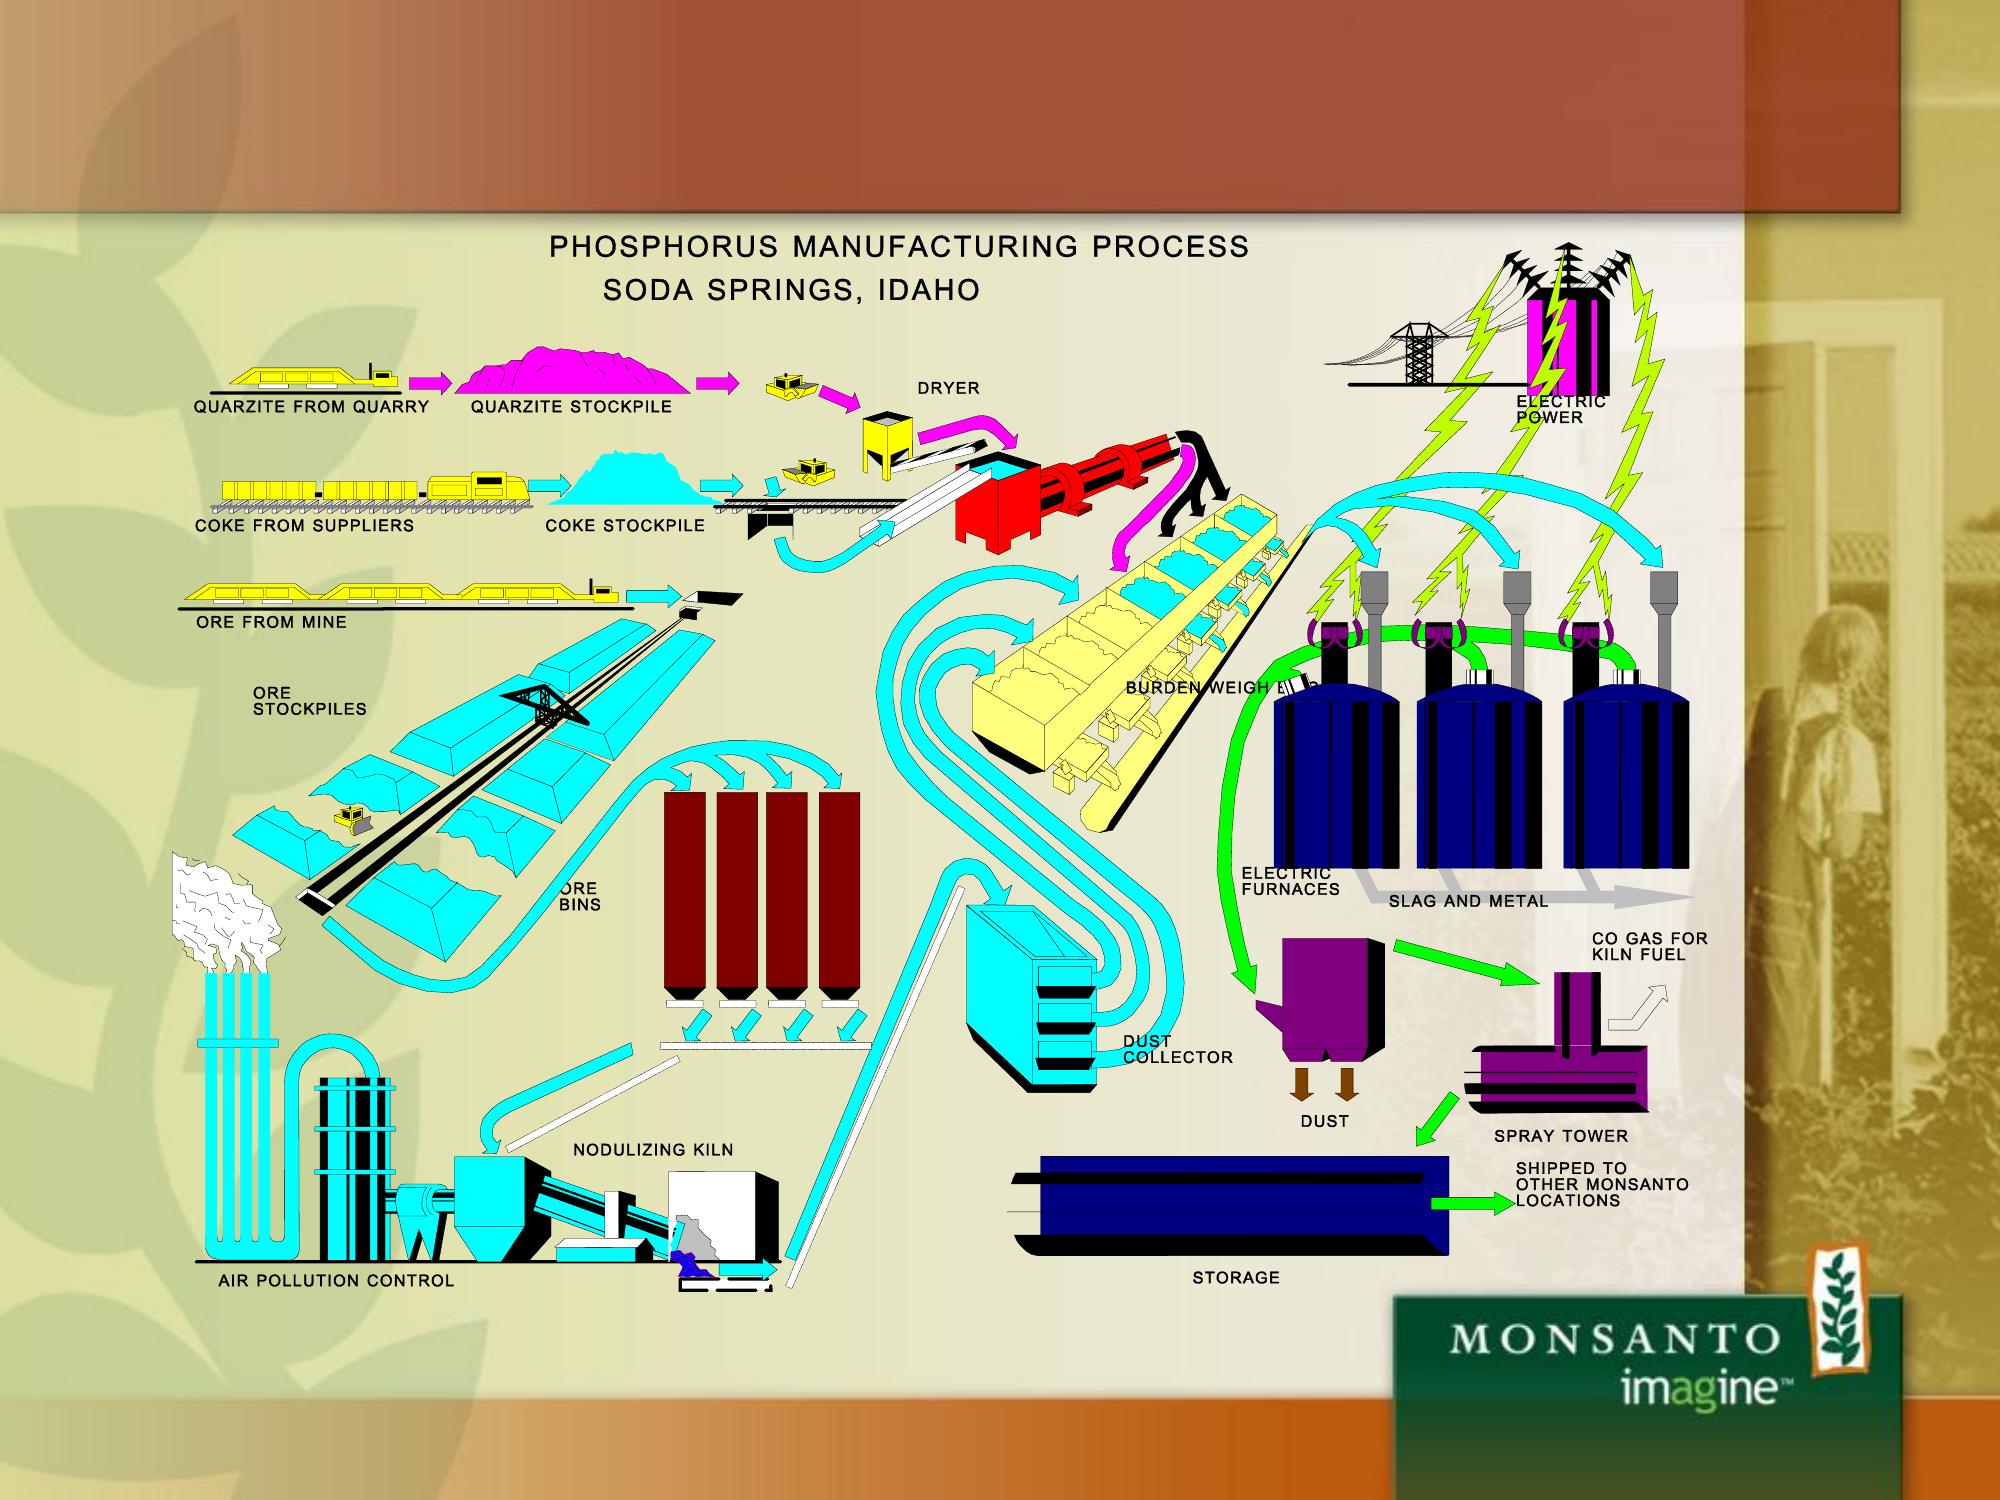 PHOSPHORUS MANUFACTURING PROCESS
SODA SPRINGS, IDAHO
ELECTRIC
POWER
DRYER
QUARZITE FROM QUARRY
QUARZITE STOCKPILE
COKE FROM SUPPLIERS
COKE STOCKPILE
ORE FROM MINE
ORE
STOCKPILES
BURDEN WEIGH
ORE
BINS
ELECTRIC
FURNACES
SLAG AND METAL
CO GAS FOR
KILN FUEL
DUST
COLLECTOR
DUST
SPRAY TOWER
NODULIZING KILN
SHIPPED TO
OTHER MONSANTO
LOCATIONS
AIR POLLUTION CONTROL
STORAGE
MONSANTO
imagine™